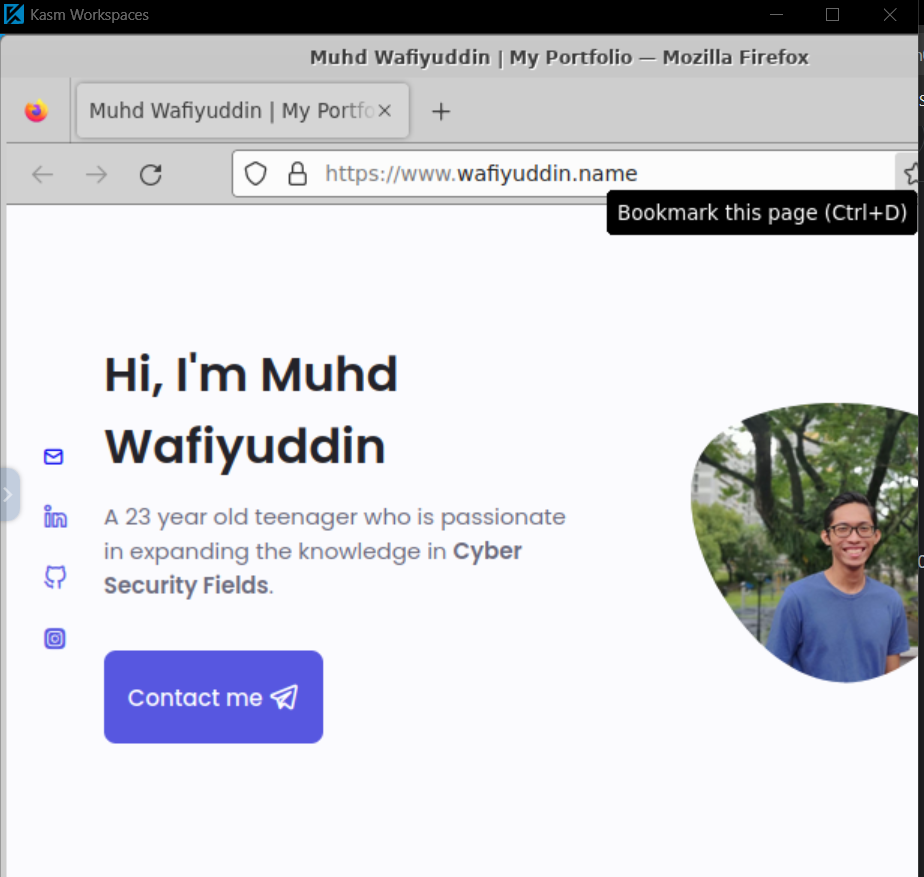 Kasm Workspaces
Muhd Wafiyuddin | My Portfolio — Mozilla Firefox
Muhd Wafiyuddin | My Portfo
https://www.wafiyuddin.name
Bookmark this page (Ctrl+D)
Hi, I'm Muhd
Wafiyuddin
A 23 year old teenager who is passionate
in expanding the knowledge in Cyber
Security Fields.
Contact me